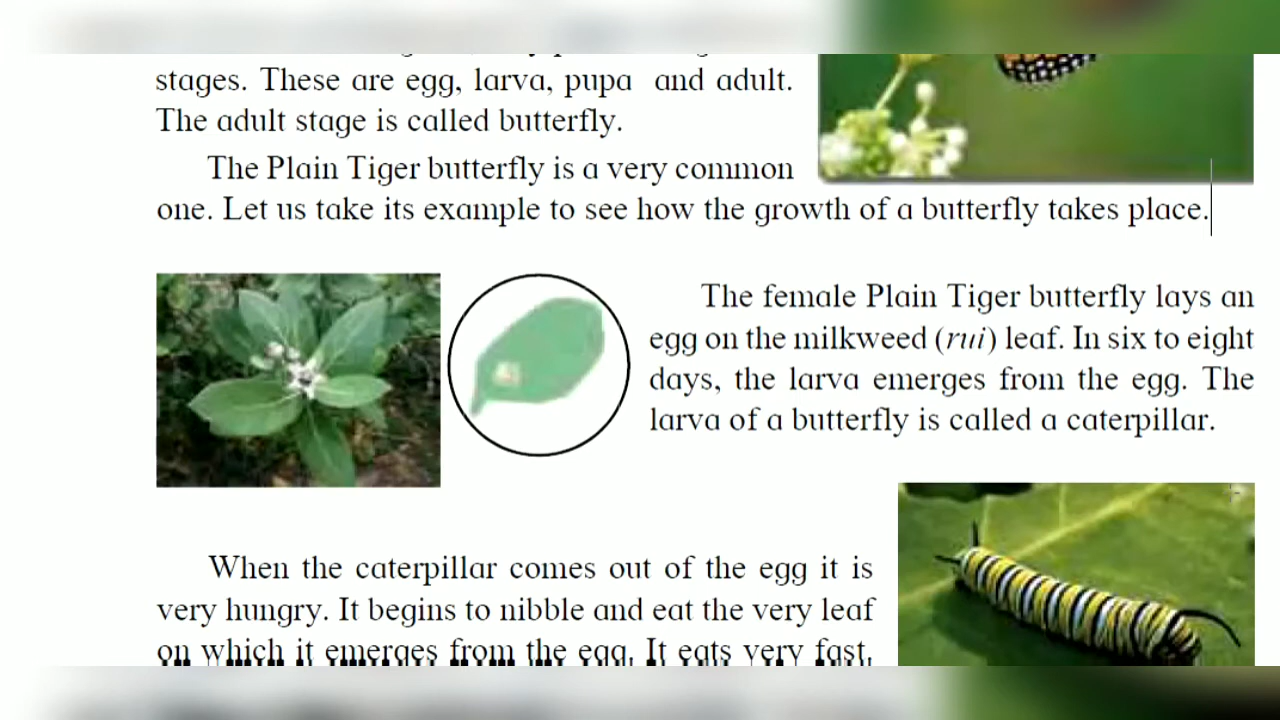 stages. These are egg, larva, pupa and adult.
The adult stage is called butterfly.
The Plain Tiger butterfly is a very common
one. Let us take its example to see how the growth of a butterfly takes place.
The female Plain Tiger butterfly lays an
egg on the milkweed (rui) leaf. In six to eight
days, the larva emerges from the egg. The
larva of a butterfly is called a caterpillar.
When the caterpillar comes out of the egg it is
very hungry. It begins to nibble and eat the very leaf
on which it emerges from the egg. It eats very fast.